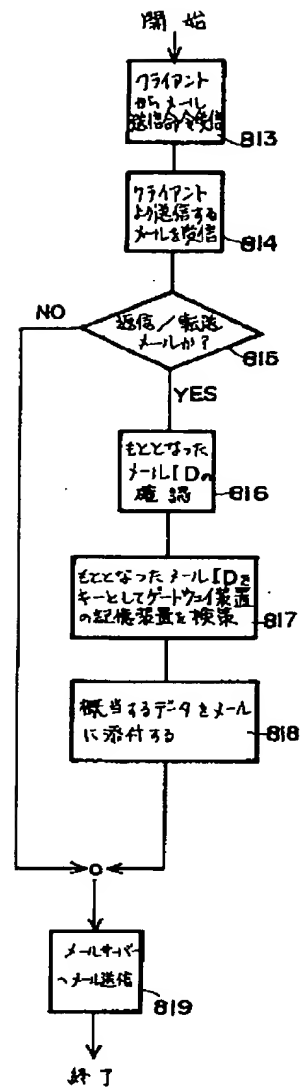 開始
クライアント
からメール
送信命令受信
813
クライアント
より送信する
メールを受信
814
返信/転送
メールか?
815
NO
YES
もととなった
メールIDの
確認
816
もととなったメールIDを
キーとしてゲートウェイ装置
の記憶装置を検索
817
概当するデータをメール
に添付する
818
メールサーバー
へメール送信
819
終了